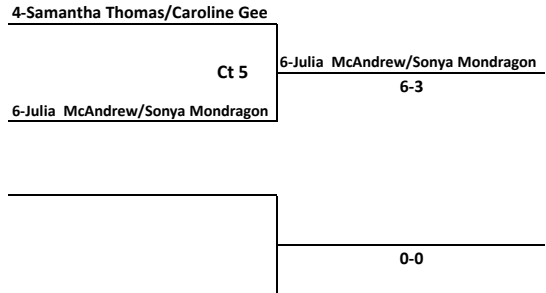 4-Samantha Thomas/Caroline Gee
Ct 5
6-Julia  McAndrew/Sonya Mondragon
6-3
6-Julia  McAndrew/Sonya Mondragon
0-0